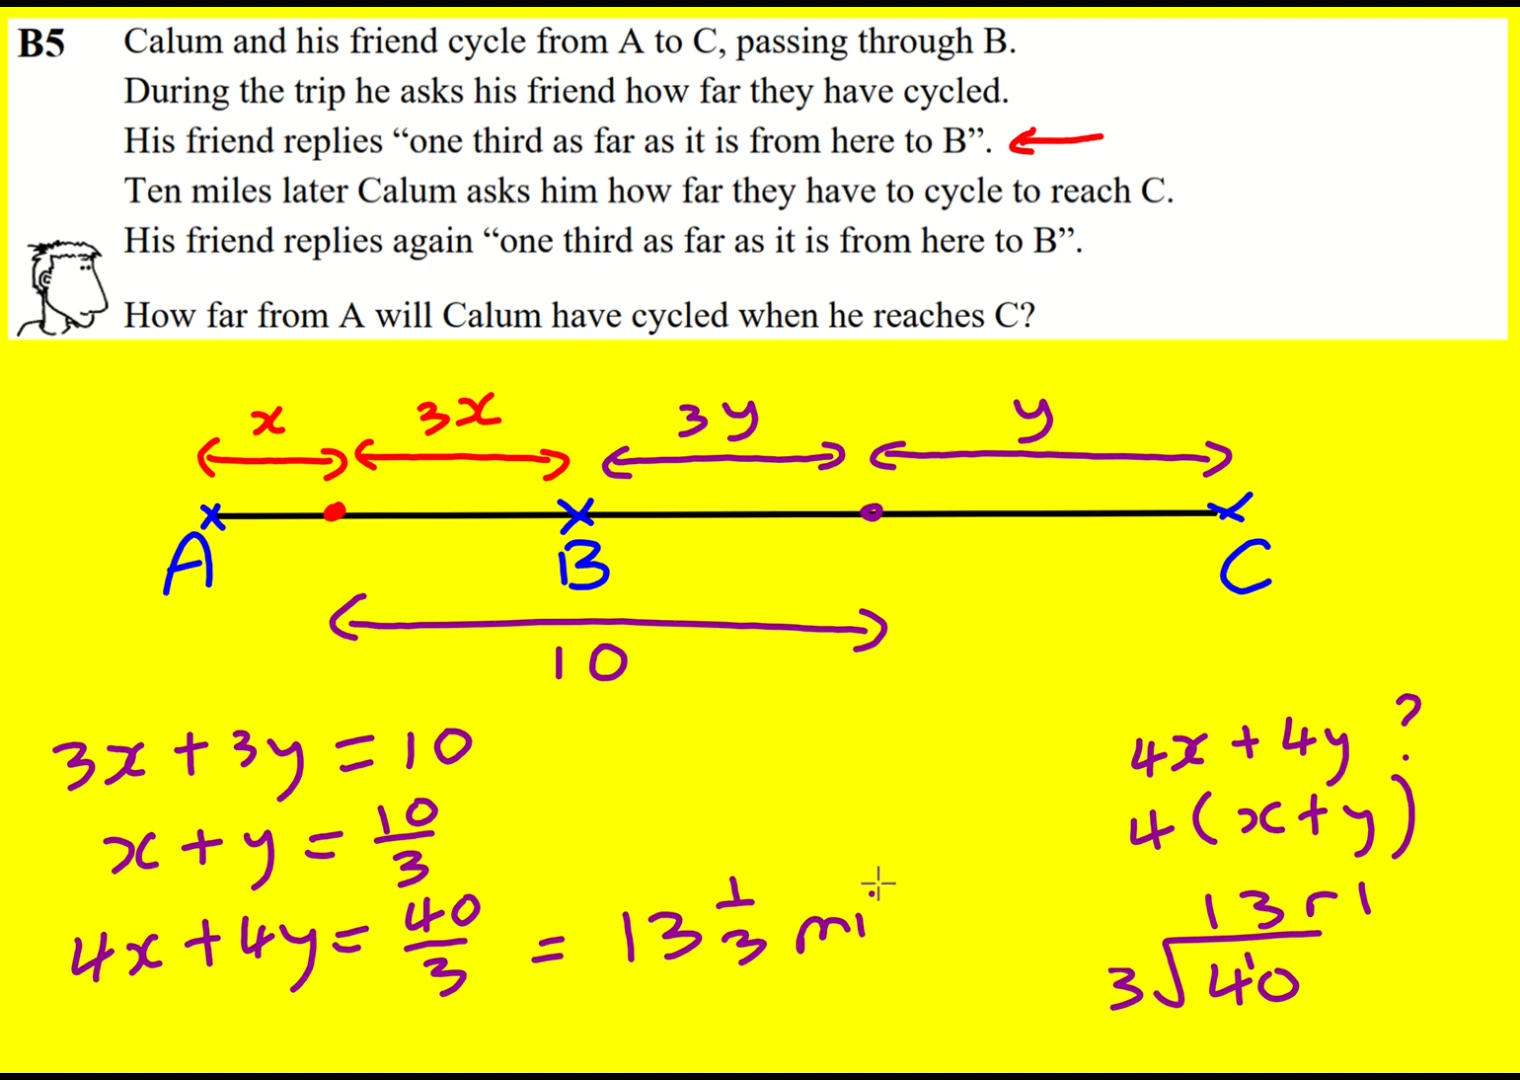 B5 Calum and his friend cycle from A to C, passing through B.
During the trip he asks his friend how far they have cycled.
His friend replies “one third as far as it is from here to B”.
Ten miles later Calum asks him how far they have to cycle to reach C.
His friend replies again “one third as far as it is from here to B”.
How far from A will Calum have cycled when he reaches C?
x 3x 3y y
A B C
10
3x + 3y = 10
x + y = 10/3
4x + 4y = 40/3 = 13 1/3 mi
4x + 4y ?
4(x+y)
13 r 1
3√40